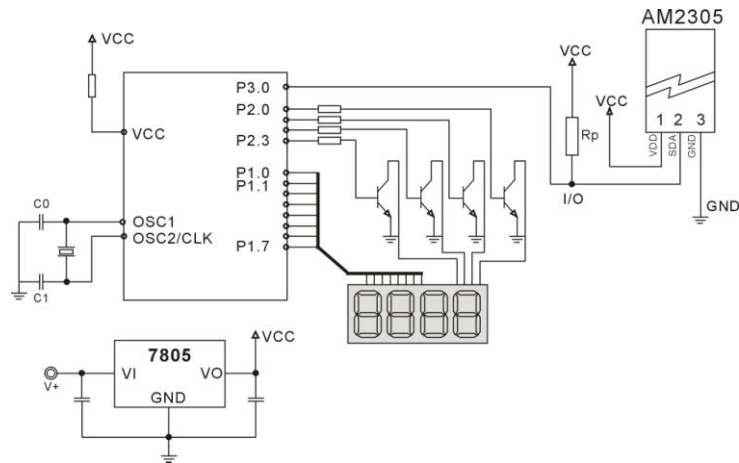 AM2305
VCC
VCC
VCC
P3.0
P2.0
P2.3
P1.0
P1.1
P1.7
VCC
OSC1
OSC2/CLK
C0
C1
Rp
1 2 3
VDD
SDA
GND
I/O
GND
7805
VI
VO
GND
V+
VCC